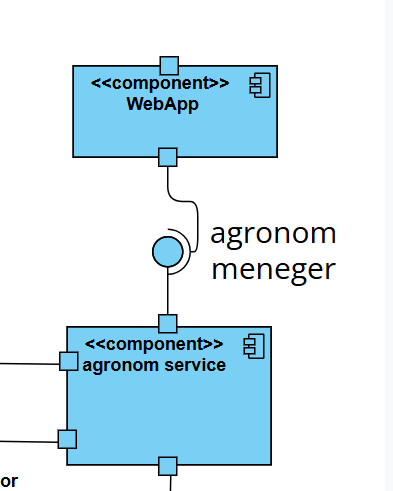 <<component>>
WebApp
agronom
meneger
<<component>>
agronom service
or